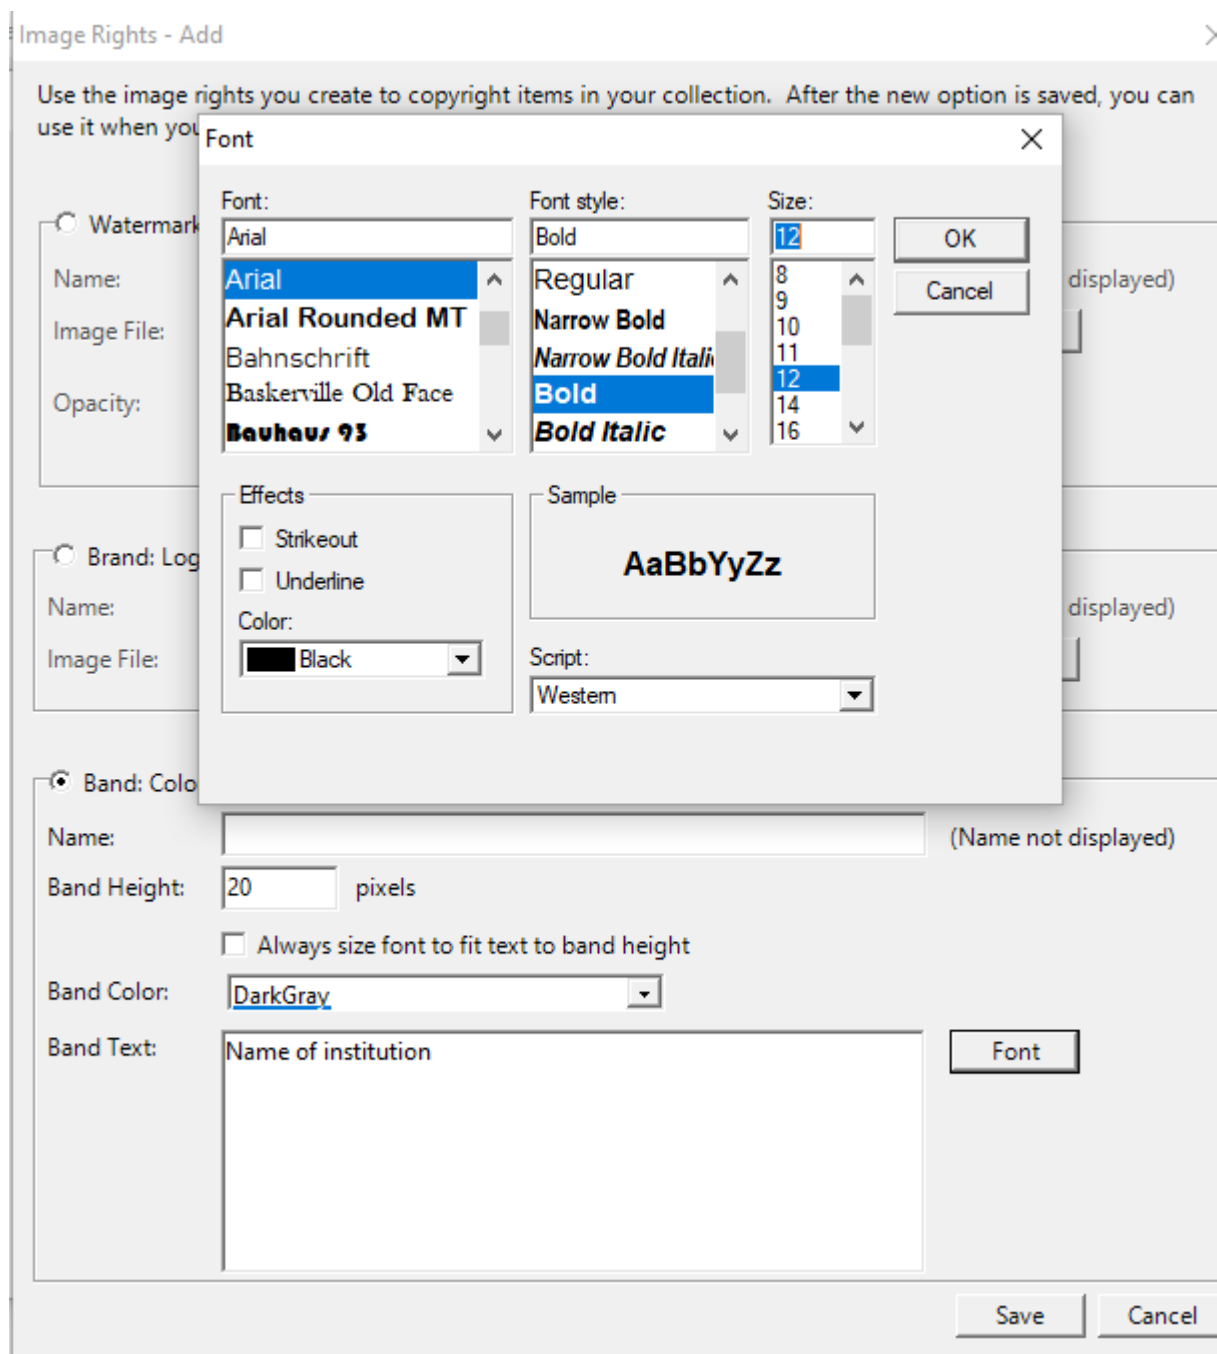 Image Rights - Add
Use the image rights you create to copyright items in your collection. After the new option is saved, you can
use it when you
Font
Font:
Font style:
Size:
Arial
Bold
12
OK
Cancel
Arial
Arial Rounded MT
Bahnschrift
Baskerville Old Face
Bauhaus 93
Regular
Narrow Bold
Narrow Bold Italic
Bold
Bold Italic
8
9
10
11
12
14
16
Effects
Strikeout
Underline
Color:
Black
Sample
AaBbYyZz
Script:
Western
Watermark
Name:
displayed)
Image File:
Opacity:
Brand: Log
Name:
displayed)
Image File:
Band: Colo
Name:
(Name not displayed)
Band Height:
20
pixels
Always size font to fit text to band height
Band Color:
DarkGray
Band Text:
Name of institution
Font
Save
Cancel